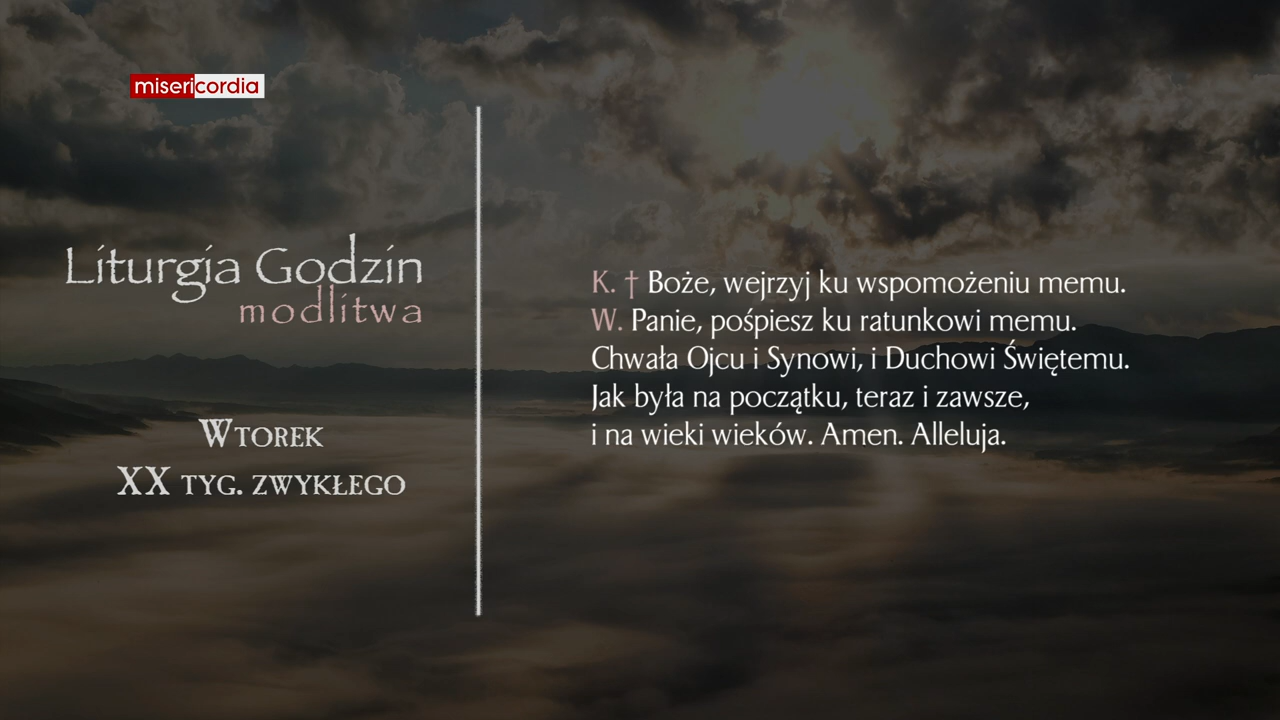 misericordia
Liturgia Godzin
modlitwa
Wtorek
XX tyg. zwykłego
K. † Boże, wejrzyj ku wspomożeniu memu.
W. Panie, pośpiesz ku ratunkowi memu.
Chwała Ojcu i Synowi, i Duchowi Świętemu.
Jak była na początku, teraz i zawsze,
i na wieki wieków. Amen. Alleluja.